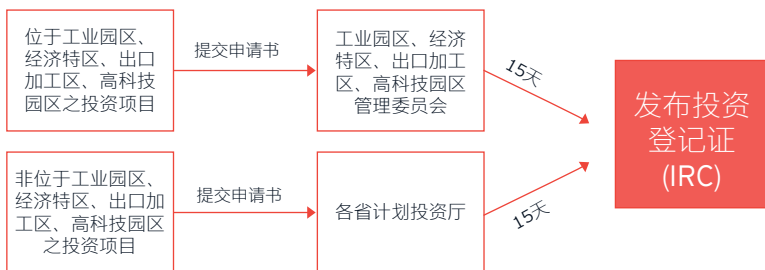 位于工业园区、
经济特区、出口
加工区、高科技
园区之投资项目
提交申请书
工业园区、经济
特区、出口加工
区、高科技园区
管理委员会
15天
发布投资
登记证
(IRC)
非位于工业园区、
经济特区、出口加
工区、高科技园区
之投资项目
提交申请书
各省计划投资厅
15天